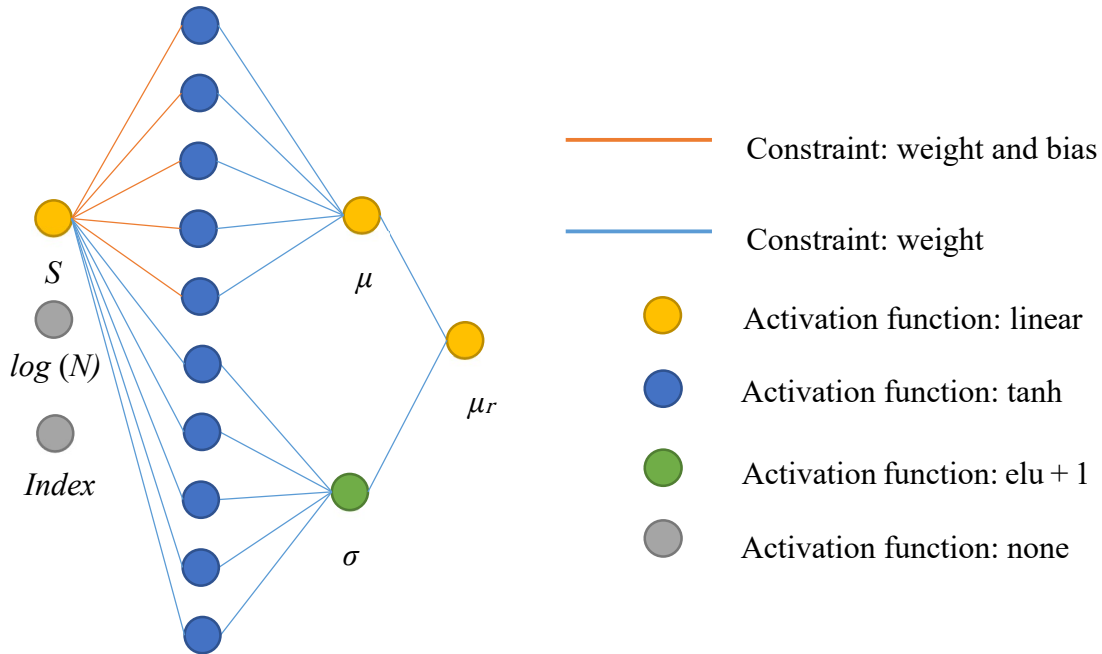 S
log (N)
Index
μ
σ
μr
Constraint: weight and bias
Constraint: weight
Activation function: linear
Activation function: tanh
Activation function: elu + 1
Activation function: none